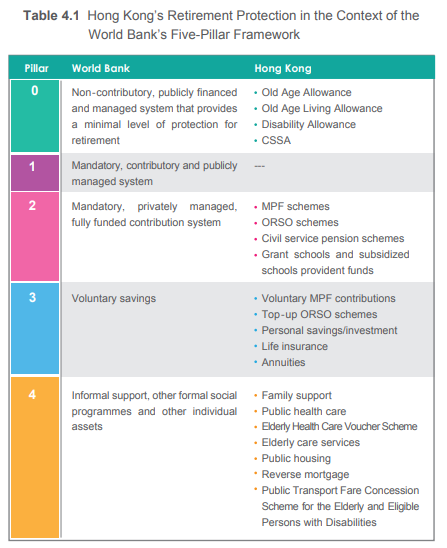 Table 4.1 Hong Kong's Retirement Protection in the Context of the
World Bank's Five-Pillar Framework
Pillar World Bank Hong Kong
0
Non-contributory, publicly financed
and managed system that provides
a minimal level of protection for
retirement
• Old Age Allowance
• Old Age Living Allowance
• Disability Allowance
• CSSA
1
Mandatory, contributory and publicly
managed system
---
2
Mandatory, privately managed,
fully funded contribution system
• MPF schemes
• ORSO schemes
• Civil service pension schemes
• Grant schools and subsidized
schools provident funds
3
Voluntary savings
• Voluntary MPF contributions
• Top-up ORSO schemes
• Personal savings/investment
• Life insurance
• Annuities
4
Informal support, other formal social
programmes and other individual
assets
• Family support
• Public health care
• Elderly Health Care Voucher Scheme
• Elderly care services
• Public housing
• Reverse mortgage
• Public Transport Fare Concession
Scheme for the Elderly and Eligible
Persons with Disabilities